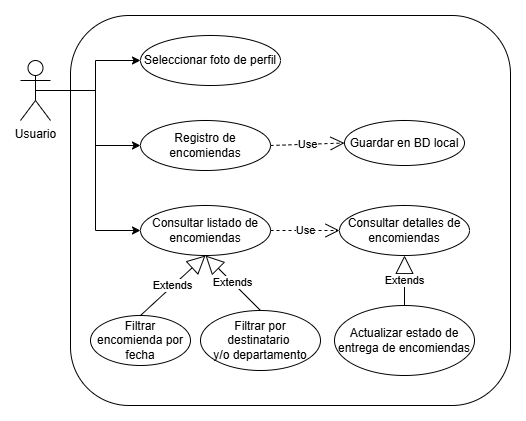 Seleccionar foto de perfil
Usuario
Registro de
encomiendas
Use
Guardar en BD local
Consultar listado de
encomiendas
Use
Consultar detalles de
encomiendas
Extends
Extends
Extends
Filtrar
encomienda por
fecha
Filtrar por
destinatario
y/o departamento
Actualizar estado de
entrega de encomiendas